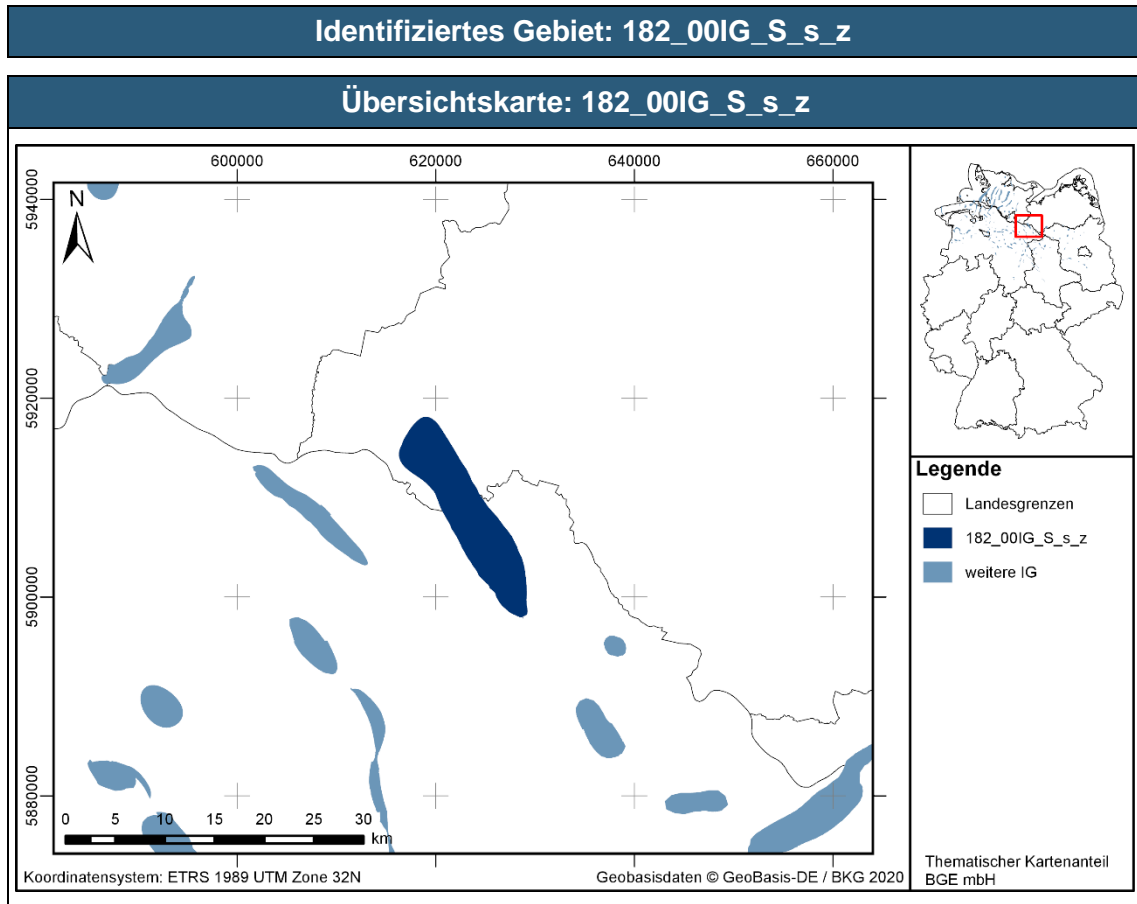 Identifiziertes Gebiet: 182_00IG_S_s_z
Übersichtskarte: 182_00IG_S_s_z
600000 620000 640000 660000
5940000
5920000
5900000
5880000
N
0 5 10 15 20 25 30
km
Koordinatensystem: ETRS 1989 UTM Zone 32N
Geobasisdaten © GeoBasis-DE / BKG 2020
Legende
Landesgrenzen
182_00IG_S_s_z
weitere IG
Thematischer Kartenanteil
BGE mbH